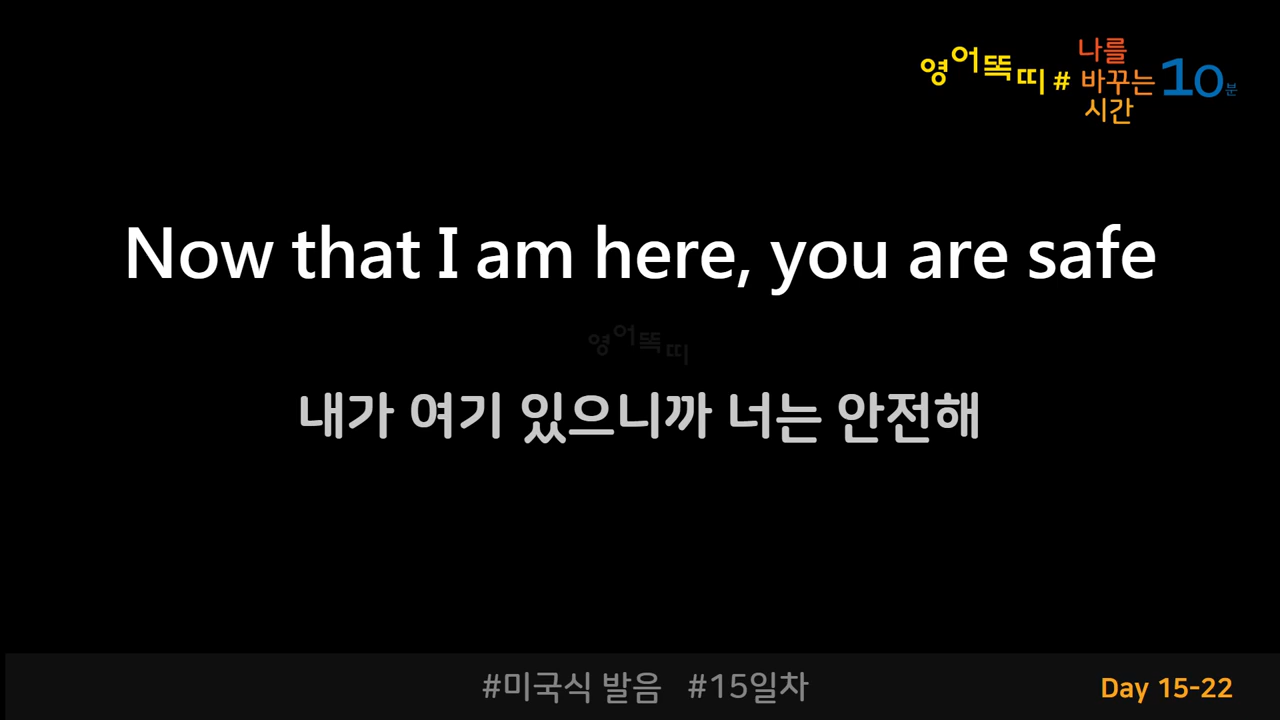 영어똑띠 # 나를 바꾸는 시간 10분
Now that I am here, you are safe
영어똑띠
내가 여기 있으니까 너는 안전해
#미국식 발음 #15일차
Day 15-22